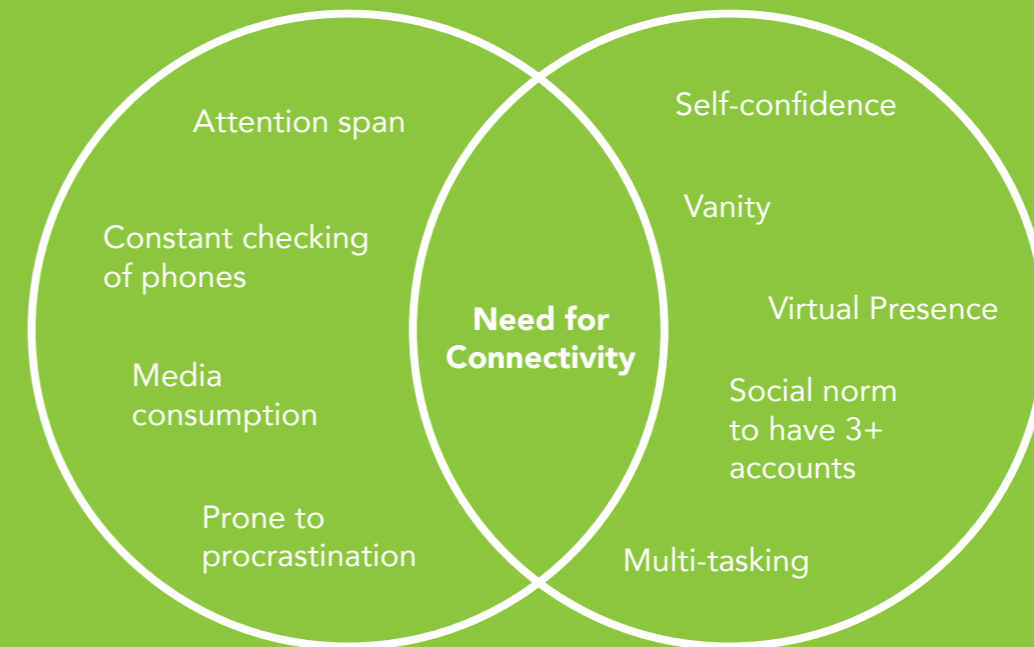 Attention span
Constant checking
of phones
Media
consumption
Prone to
procrastination
Need for
Connectivity
Self-confidence
Vanity
Virtual Presence
Social norm
to have 3+
accounts
Multi-tasking